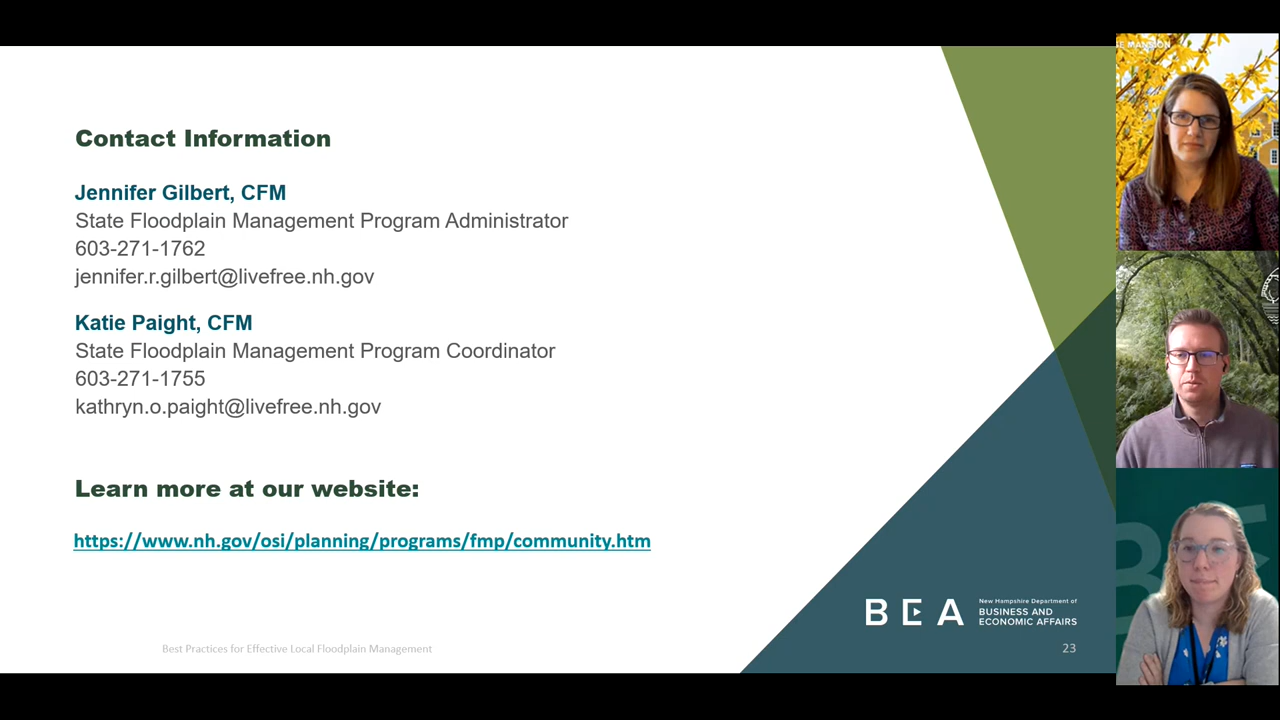 Contact Information
Jennifer Gilbert, CFM
State Floodplain Management Program Administrator
603-271-1762
jennifer.r.gilbert@livefree.nh.gov
Katie Paight, CFM
State Floodplain Management Program Coordinator
603-271-1755
kathryn.o.paight@livefree.nh.gov
Learn more at our website:
https://www.nh.gov/osi/planning/programs/fmp/community.htm
BEA
New Hampshire Department of
BUSINESS AND
ECONOMIC AFFAIRS
Best Practices for Effective Local Floodplain Management
23
MANSION
BE